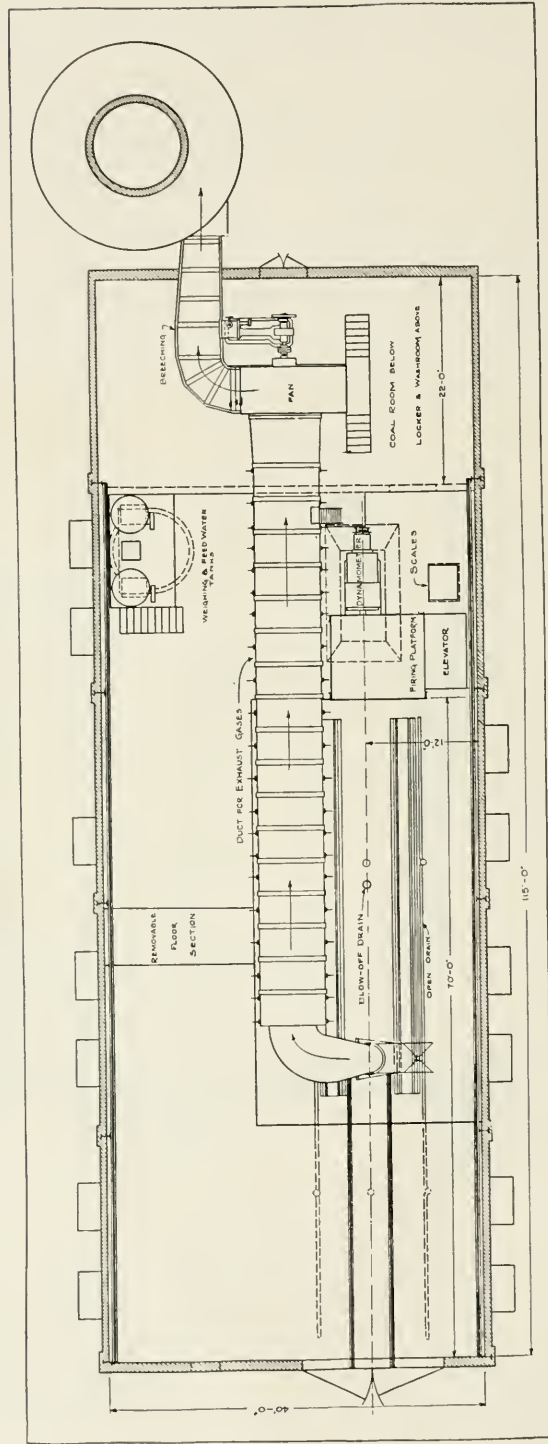 BREECHING
FAN
COAL ROOM BELOW
LOCKER & WASHROOM ABOVE
22'-0"
WEIGHING & FEED WATER
TANKS
DYNAMOMETER
SCALES
FIRING PLATFORM
ELEVATOR
DUCT FOR EXHAUST GASES
12'-0"
REMOVABLE
FLOOR
SECTION
BLOW-OFF DRAIN
OPEN DRAIN
70'-0"
115'-0"
40'-0"